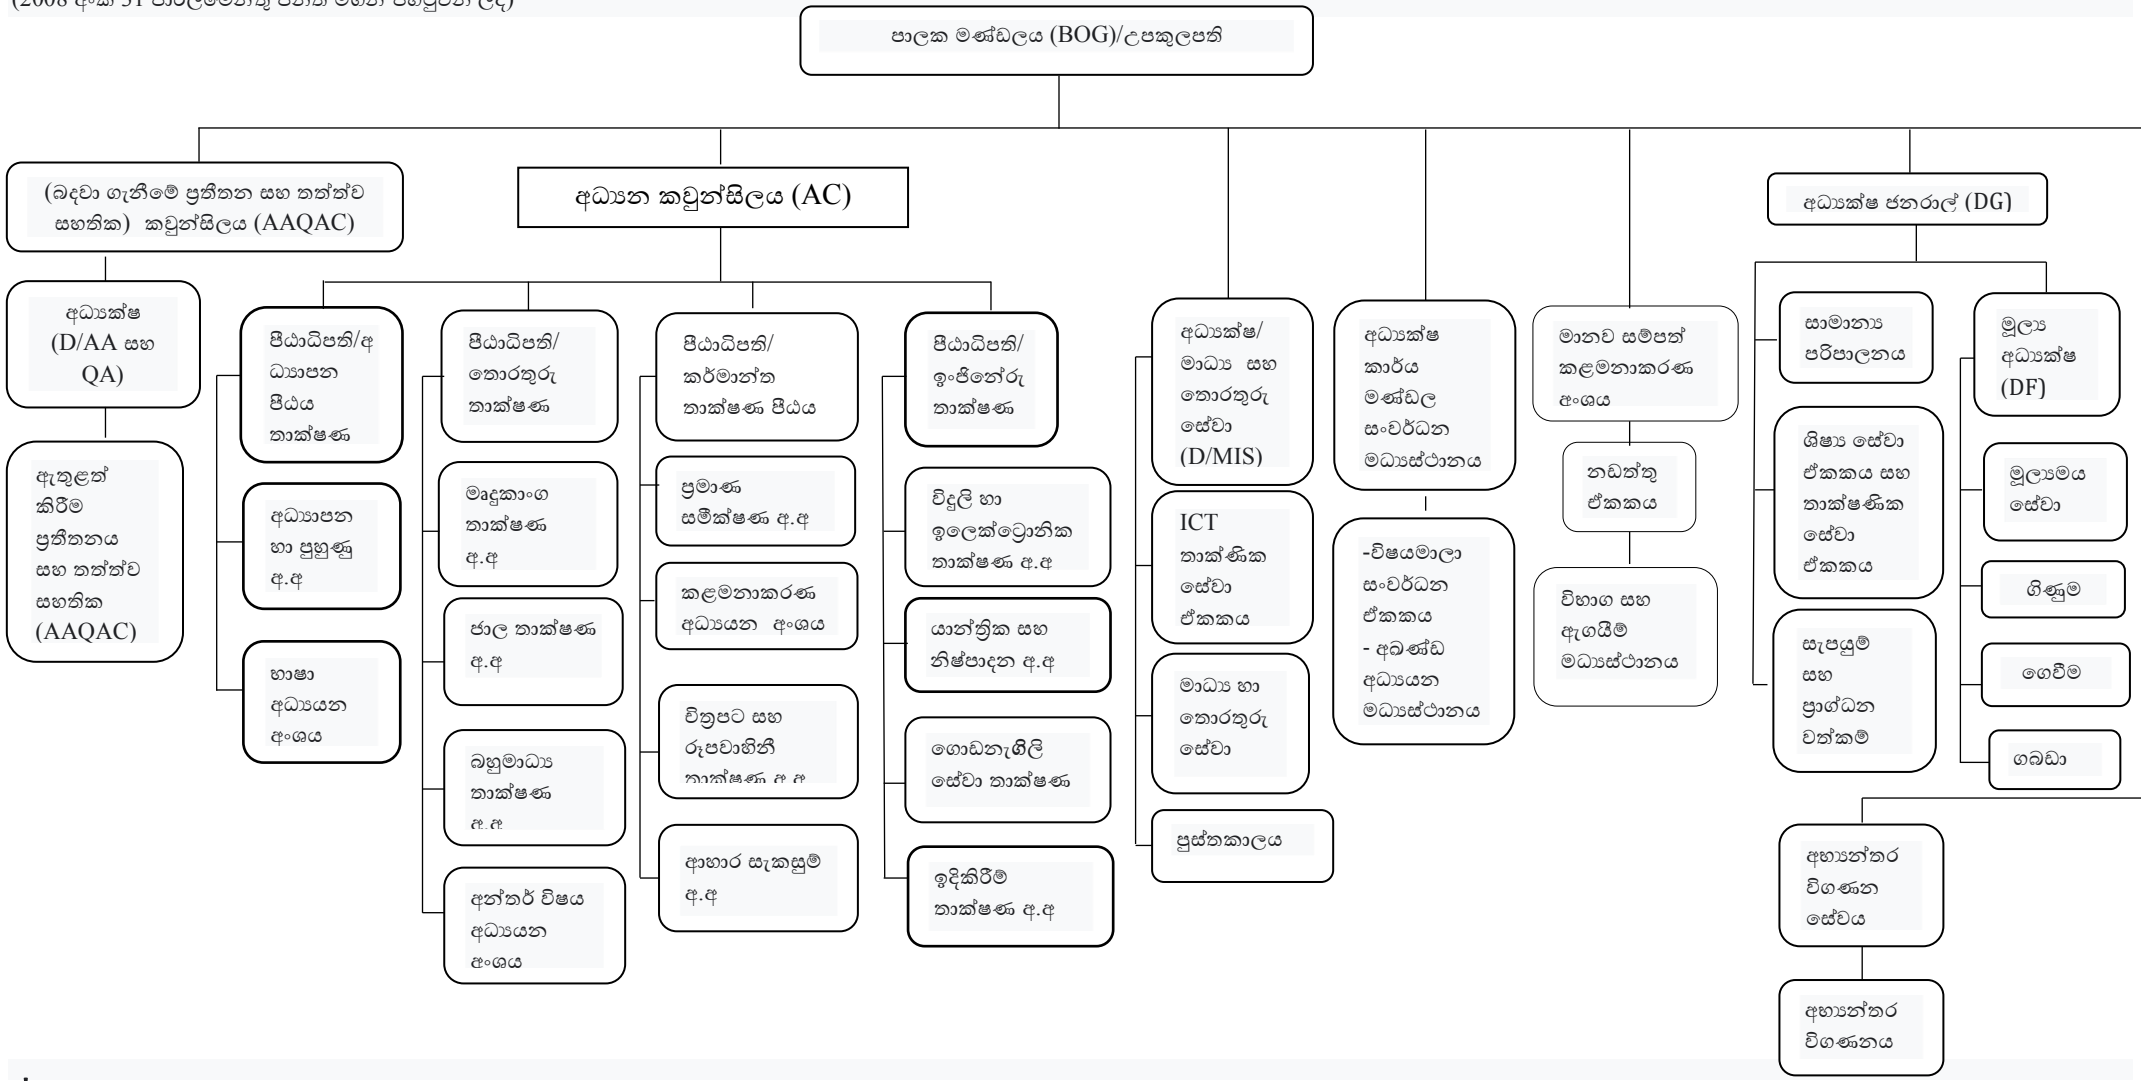 (2008 අංක 31 පාර්ලිමේන්තු පනත මගින් පිහිටුවන ලද)
පාලක මණ්ඩලය (BOG)/උපකුලපති
(බදවා ගැනීමේ ප්‍රතීතන සහ තත්ත්ව
සහතික) කවුන්සිලය (AAQAC)
අධ්‍යන කවුන්සිලය (AC)
අධ්‍යක්ෂ ජනරාල් (DG)
අධ්‍යක්ෂ
(D/AA සහ
QA)
ඇතුළත්
කිරීම
ප්‍රතීතනය
සහ තත්ත්ව
සහතික
(AAQAC)
පීඨාධිපති/අ
ධ්‍යාපන
පීඨය
තාක්ෂණ
අධ්‍යාපන
හා පුහුණු
අ.අ
භාෂා
අධ්‍යයන
අංශය
පීඨාධිපති/
තොරතුරු
තාක්ෂණ
මෘදුකාංග
තාක්ෂණ
අ.අ
ජාල තාක්ෂණ
අ.අ
බහුමාධ්‍ය
තාක්ෂණ
අ.අ
අන්තර් විෂය
අධ්‍යයන
අංශය
පීඨාධිපති/
කර්මාන්ත
තාක්ෂණ පීඨය
ප්‍රමාණ
සමීක්ෂණ අ.අ
කළමනාකරණ
අධ්‍යයන අංශය
චිත්‍රපට සහ
රූපවාහිනී
තාක්ෂණ අ.අ
ආහාර සැකසුම්
අ.අ
පීඨාධිපති/
ඉංජිනේරු
තාක්ෂණ
විදුලි හා
ඉලෙක්ට්‍රොනික
තාක්ෂණ අ.අ
යාන්ත්‍රික සහ
නිෂ්පාදන අ.අ
ගොඩනැගිලි
සේවා තාක්ෂණ
ඉදිකිරීම්
තාක්ෂණ අ.අ
අධ්‍යක්ෂ/
මාධ්‍ය සහ
තොරතුරු
සේවා
(D/MIS)
ICT
තාක්ණික
සේවා
ඒකකය
මාධ්‍ය හා
තොරතුරු
සේවා
පුස්තකාලය
අධ්‍යක්ෂ
කාර්ය
මණ්ඩල
සංවර්ධන
මධ්‍යස්ථානය
-විෂයමාලා
සංවර්ධන
ඒකකය
- අඛණ්ඩ
අධ්‍යයන
මධ්‍යස්ථානය
මානව සම්පත්
කළමනාකරණ
අංශය
නඩත්තු
ඒකකය
විභාග සහ
ඇගයීම්
මධ්‍යස්ථානය
සාමාන්‍ය
පරිපාලනය
ශිෂ්‍ය සේවා
ඒකකය සහ
තාක්ෂණික
සේවා
ඒකකය
සැපයුම්
සහ
ප්‍රාග්ධන
වත්කම්
මූල්‍ය
අධ්‍යක්ෂ
(DF)
මූල්‍යමය
සේවා
ගිණුම්
ගෙවීම්
ගබඩා
අභ්‍යන්තර
විගණන
සේවය
අභ්‍යන්තර
විගණනය